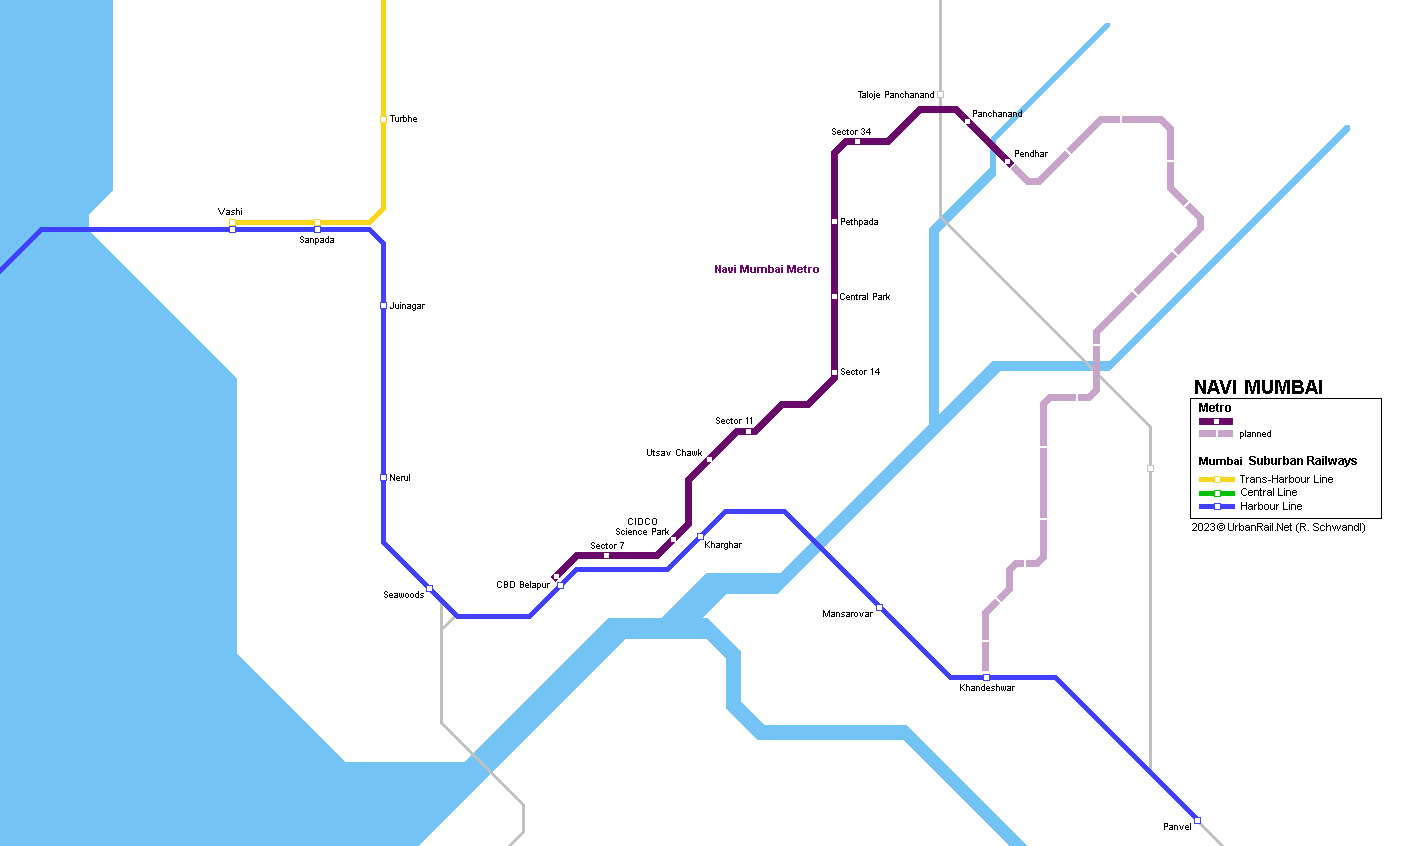 Taloje Panchanand
Panchanand
Turbhe
Sector 34
Pendhar
Vashi
Pethpada
Sanpada
Navi Mumbai Metro
Central Park
Juinagar
Sector 14
NAVI MUMBAI
Metro
planned
Mumbai Suburban Railways
Trans-Harbour Line
Central Line
Harbour Line
2023 © UrbanRail.Net (R. Schwandl)
Sector 11
Utsav Chawk
Nerul
CIDCO
Science Park
Sector 7
Kharghar
CBD Belapur
Seawoods
Mansarovar
Khandeshwar
Panvel